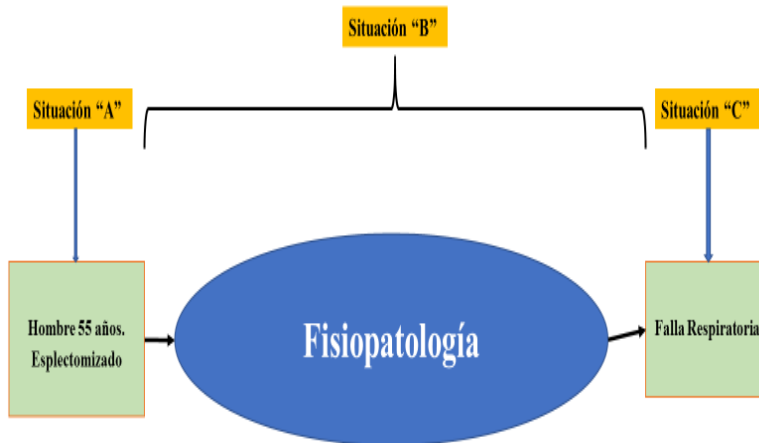 Situación “B”
Situación “A”
Situación “C”
Hombre 55 años.
Esplectomizado
Fisiopatología
Falla Respiratoria